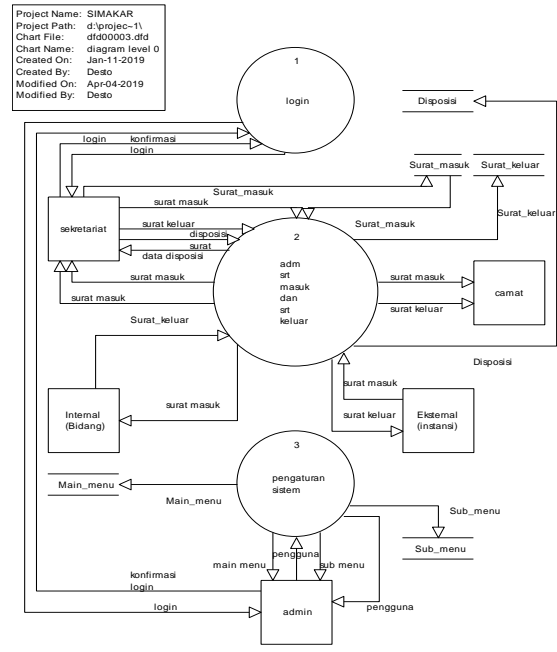 Project Name: SIMAKAR
Project Path: d:\projec~1\
Chart File: dfd00003.dfd
Chart Name: diagram level 0
Created On: Jan-11-2019
Created By: Desto
Modified On: Apr-04-2019
Modified By: Desto
1
login
Disposisi
login konfirmasi
login
Surat_masuk Surat_keluar
Surat_masuk
surat masuk
sekretariat
surat keluar
disposisi
surat
data disposisi
2
adm
srt
masuk
dan
srt
keluar
Surat_masuk
Surat_keluar
surat masuk
surat masuk
surat masuk
surat keluar
camat
Surat_keluar
Disposisi
surat masuk
surat masuk
surat keluar
Internal
(Bidang)
Eksternal
(instansi)
3
pengaturan
sistem
Main_menu
Main_menu
Sub_menu
Sub_menu
main menu
pengguna
sub menu
konfirmasi
login
login
admin
pengguna